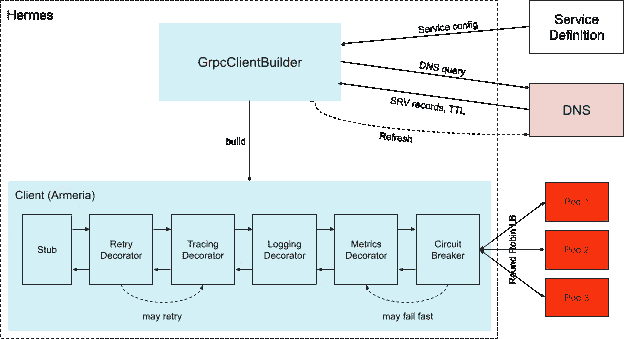 Hermes
Service config
Service
Definition
GrpcClientBuilder
DNS query
SRV records, TTL
DNS
Refresh
build
Client (Armeria)
Stub
Retry
Decorator
Tracing
Decorator
Logging
Decorator
Metrics
Decorator
Circuit
Breaker
may retry
may fail fast
Round Robin LB
Pod 1
Pod 2
Pod 3